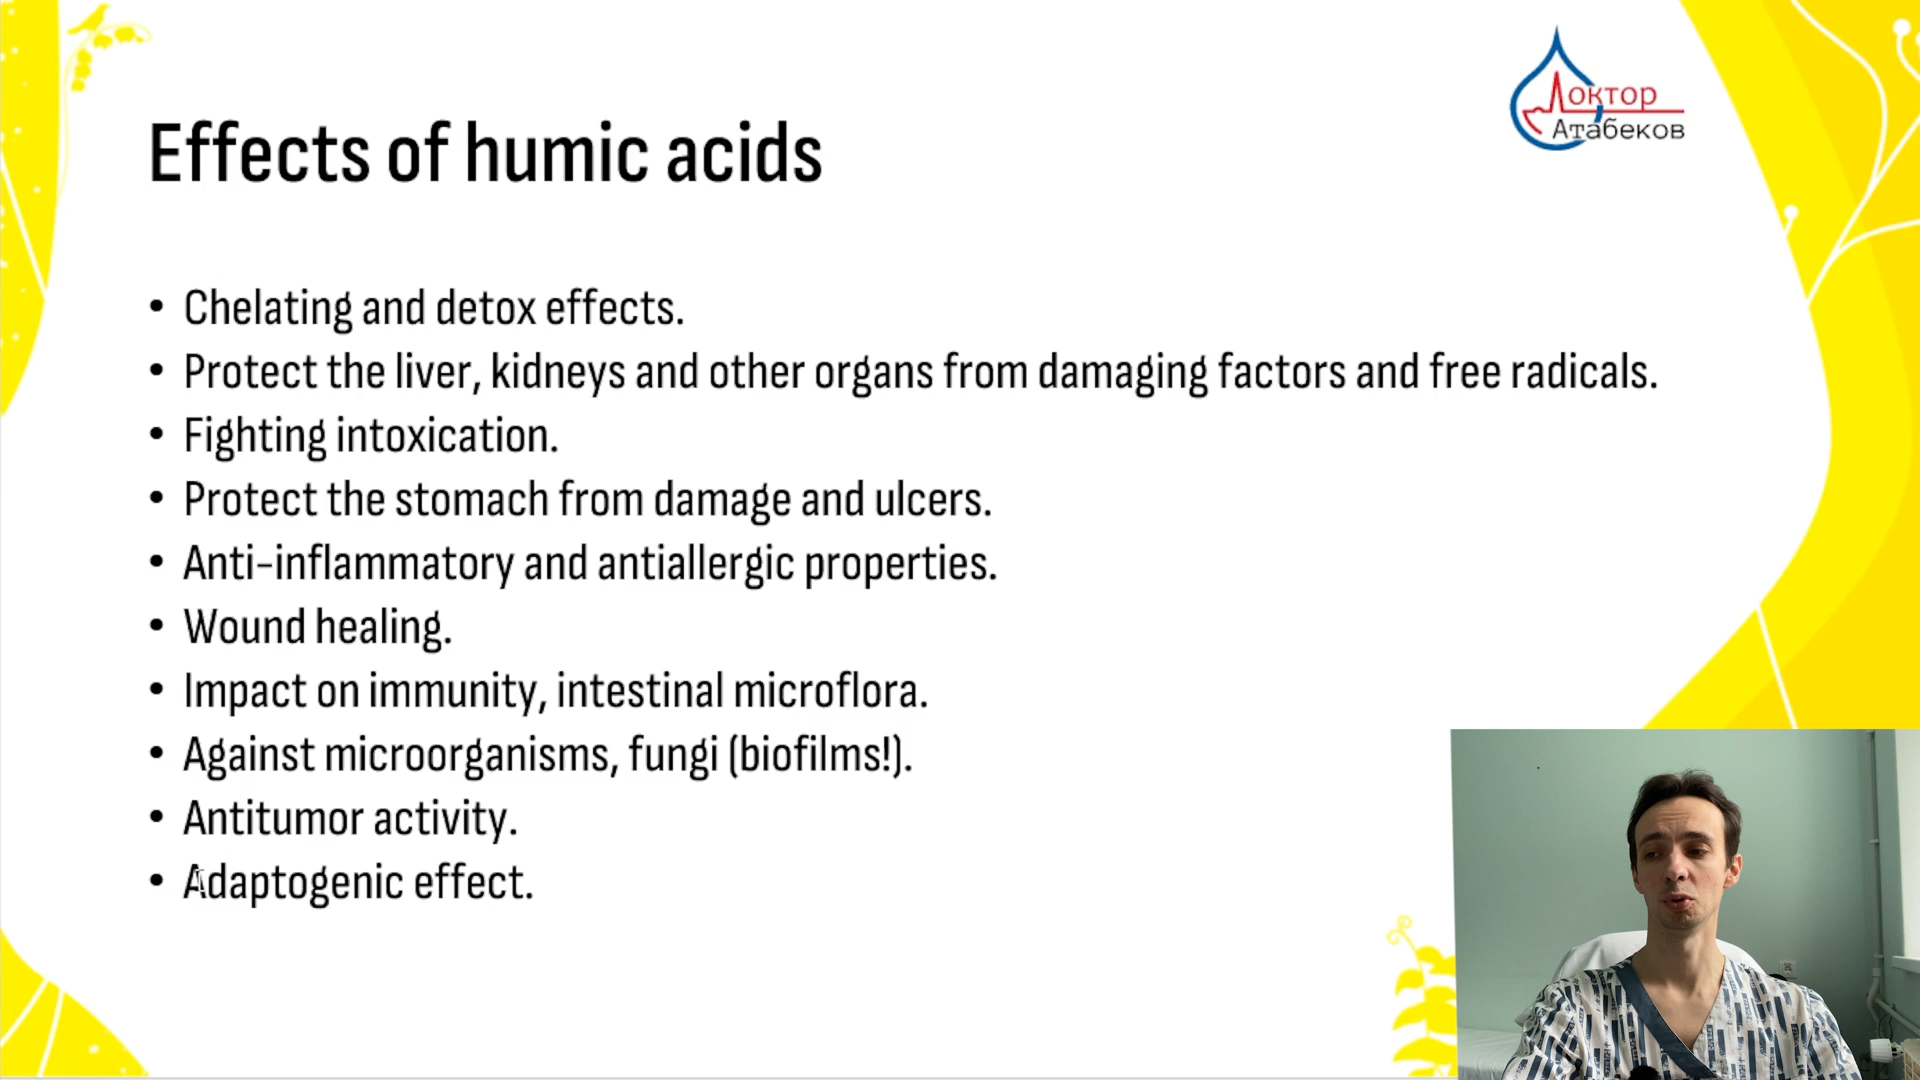 Доктор
Атабеков
Effects of humic acids
• Chelating and detox effects.
• Protect the liver, kidneys and other organs from damaging factors and free radicals.
• Fighting intoxication.
• Protect the stomach from damage and ulcers.
• Anti-inflammatory and antiallergic properties.
• Wound healing.
• Impact on immunity, intestinal microflora.
• Against microorganisms, fungi (biofilms!).
• Antitumor activity.
• Adaptogenic effect.